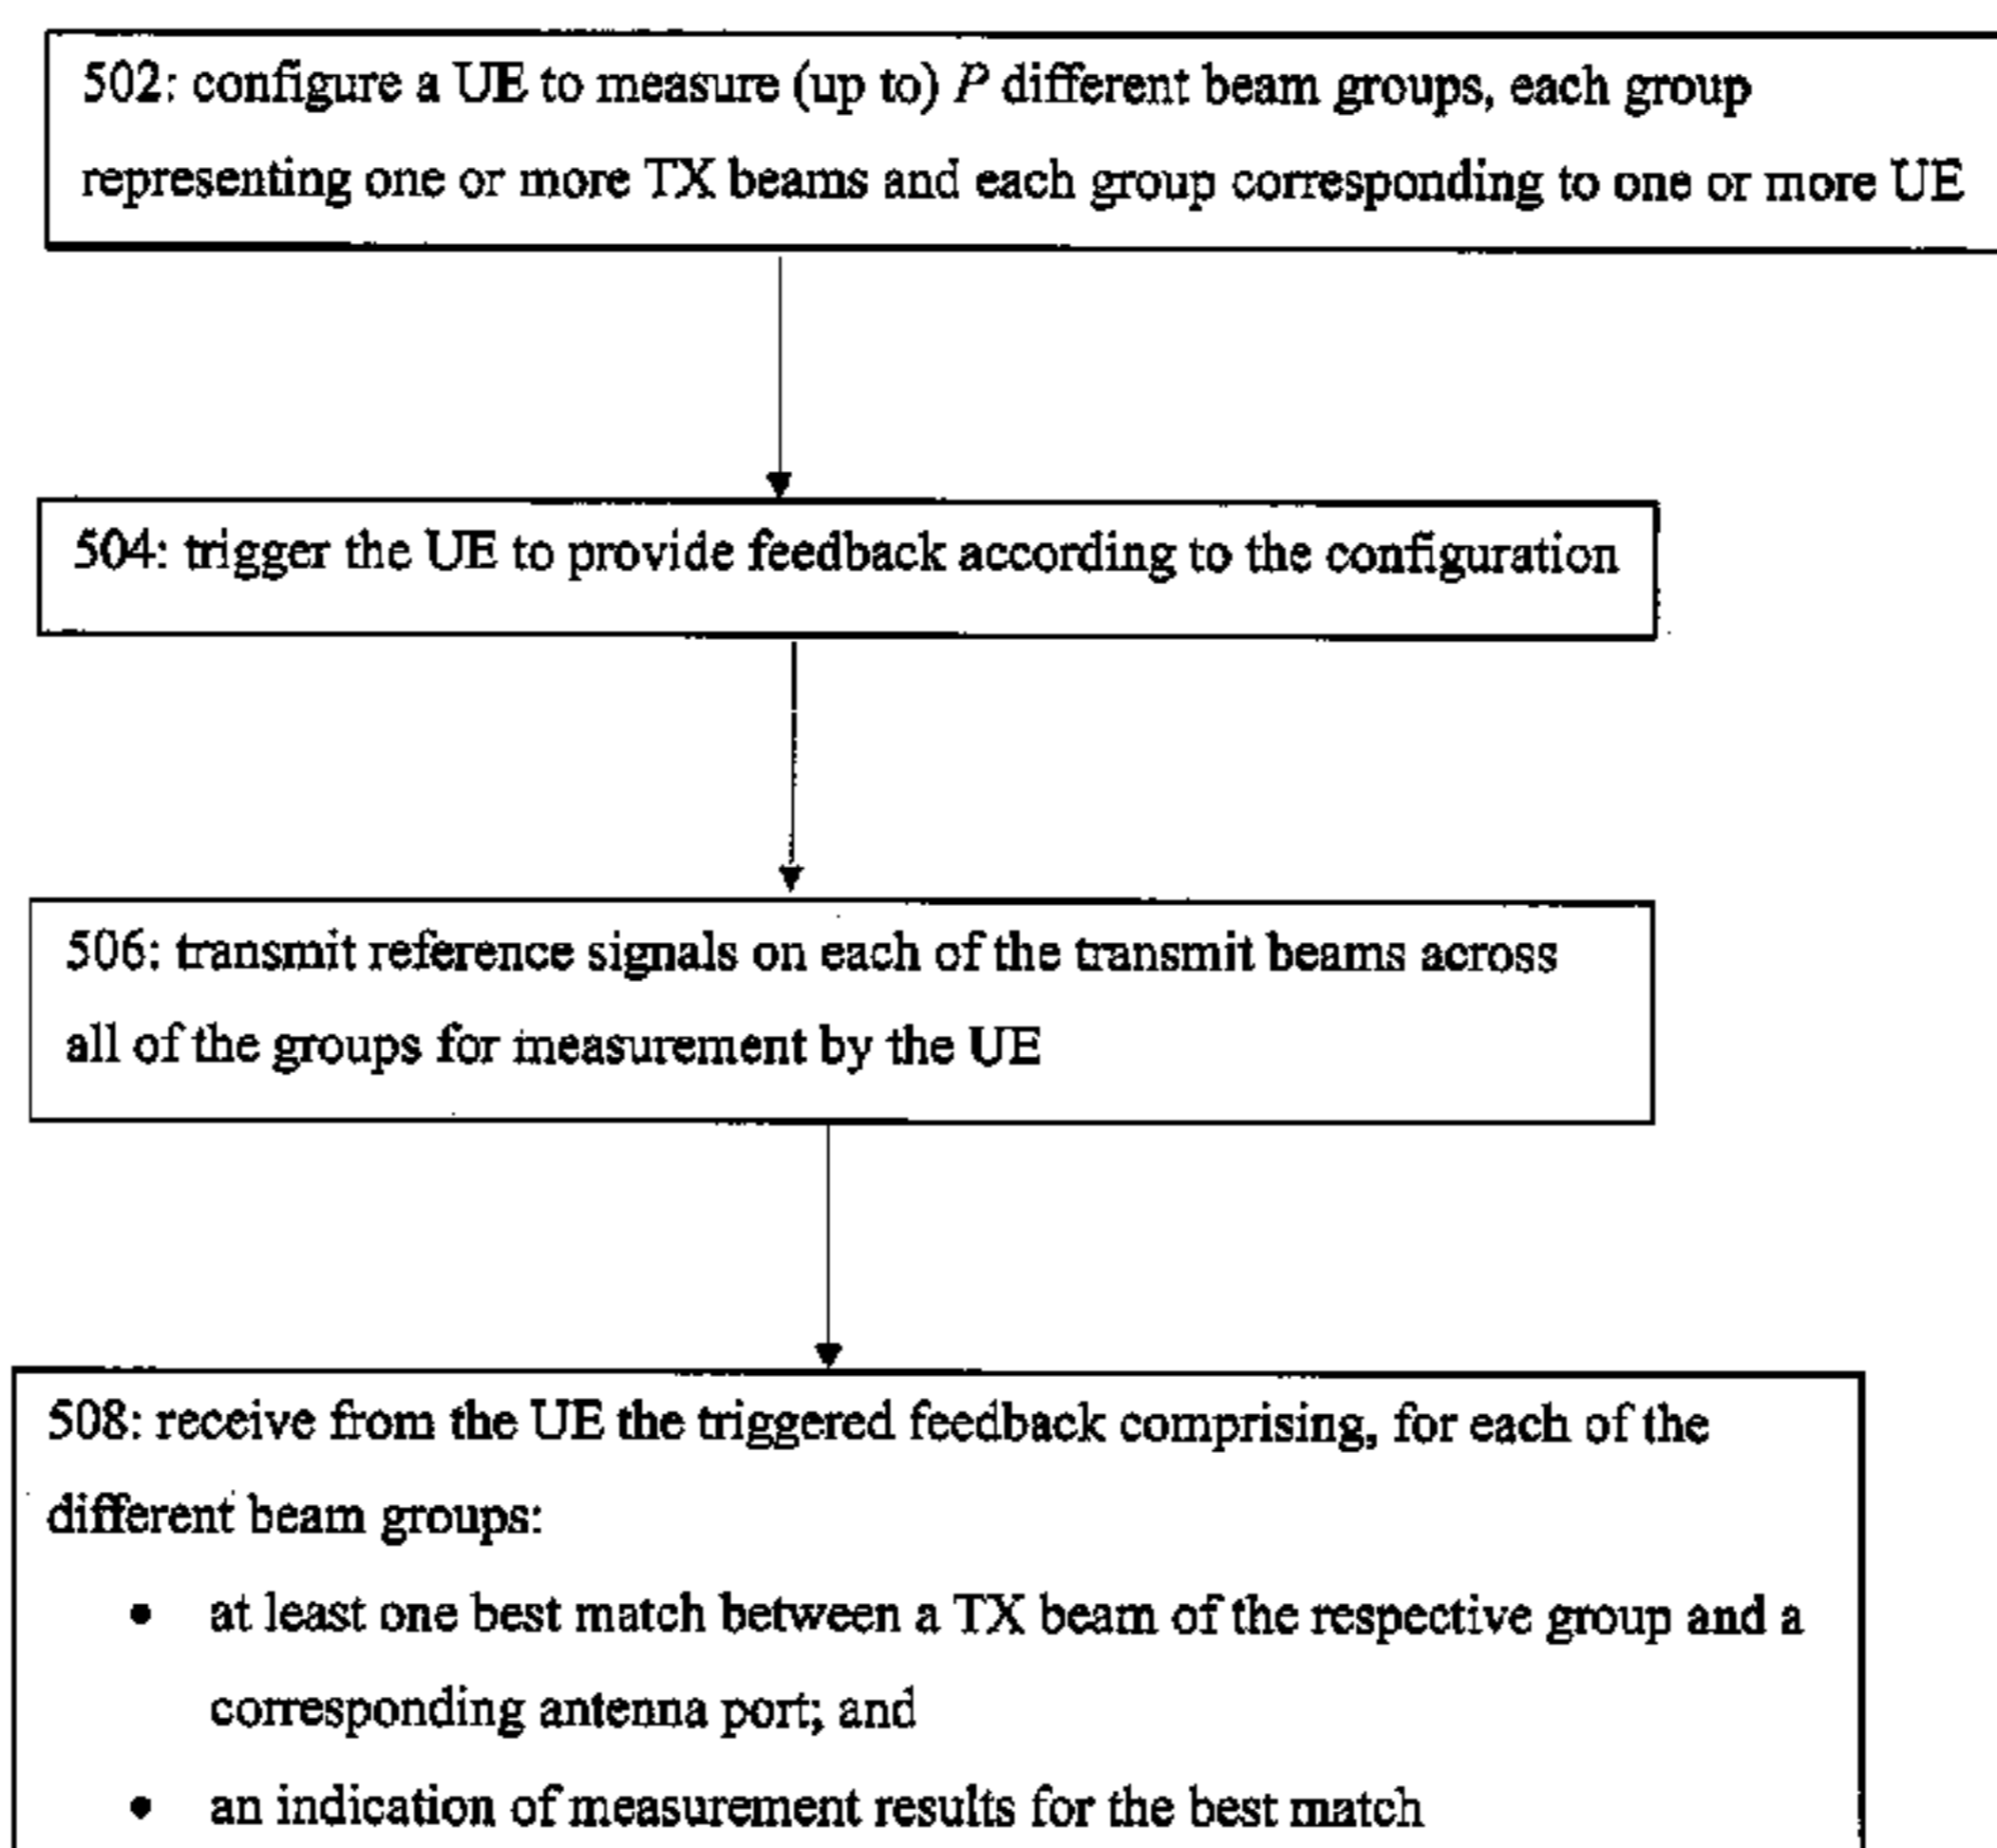 502: configure a UE to measure (up to) P different beam groups, each group
representing one or more TX beams and each group corresponding to one or more UE
504: trigger the UE to provide feedback according to the configuration
506: transmit reference signals on each of the transmit beams across
all of the groups for measurement by the UE
508: receive from the UE the triggered feedback comprising, for each of the
different beam groups:
• at least one best match between a TX beam of the respective group and a
corresponding antenna port; and
• an indication of measurement results for the best match